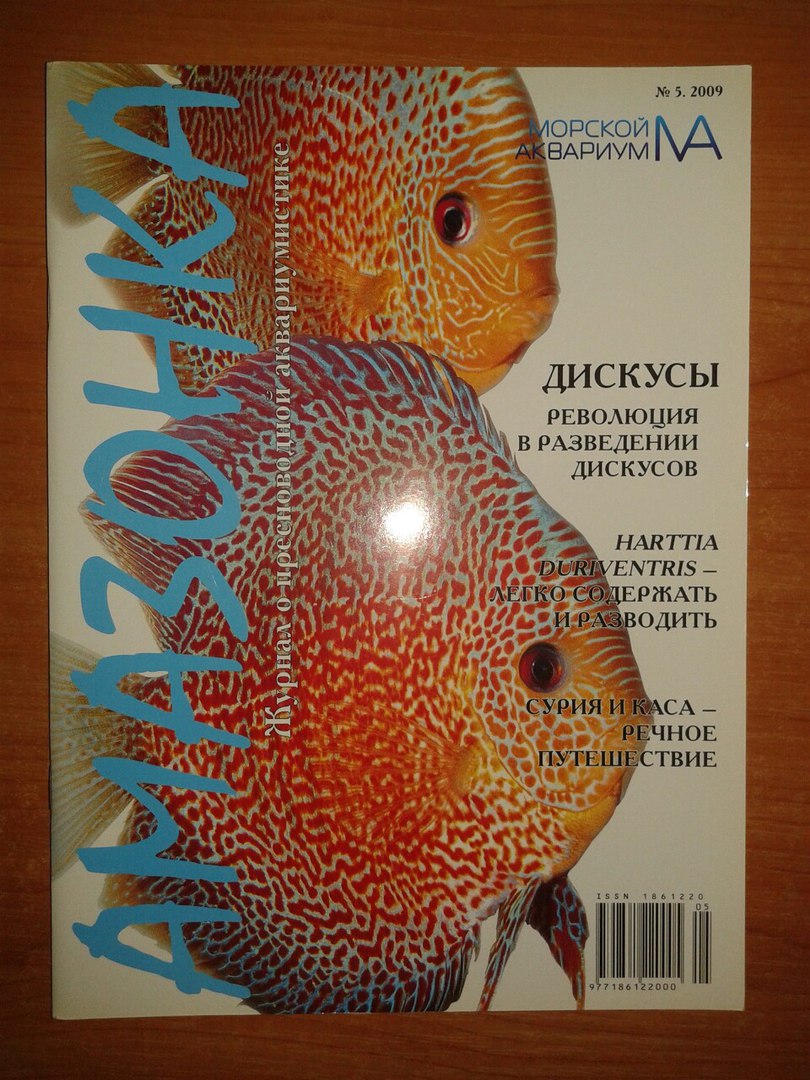 № 5. 2009
МОРСКОЙ
АКВАРИУМ МА
АМАЗОНКА
Журнал о пресноводной аквариумистике
ДИСКУСЫ
РЕВОЛЮЦИЯ
В РАЗВЕДЕНИИ
ДИСКУСОВ
HARTTIA
DURIVENTRIS –
ЛЕГКО СОДЕРЖАТЬ
И РАЗВОДИТЬ
СУРИЯ И КАСА –
РЕЧНОЕ
ПУТЕШЕСТВИЕ
ISSN 1861220
05
977186122000